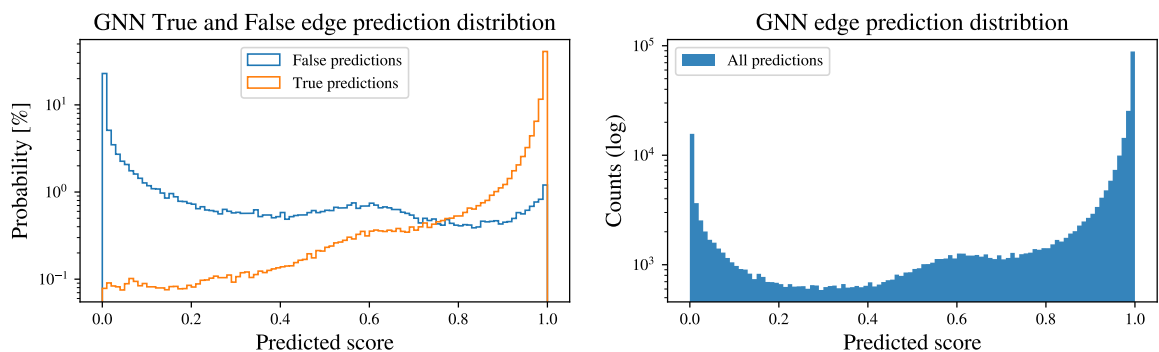 GNN True and False edge prediction distribtion
False predictions
True predictions
Probability [%]
10¹
10⁰
10⁻¹
0.0 0.2 0.4 0.6 0.8 1.0
Predicted score
GNN edge prediction distribtion
All predictions
Counts (log)
10⁵
10⁴
10³
0.0 0.2 0.4 0.6 0.8 1.0
Predicted score